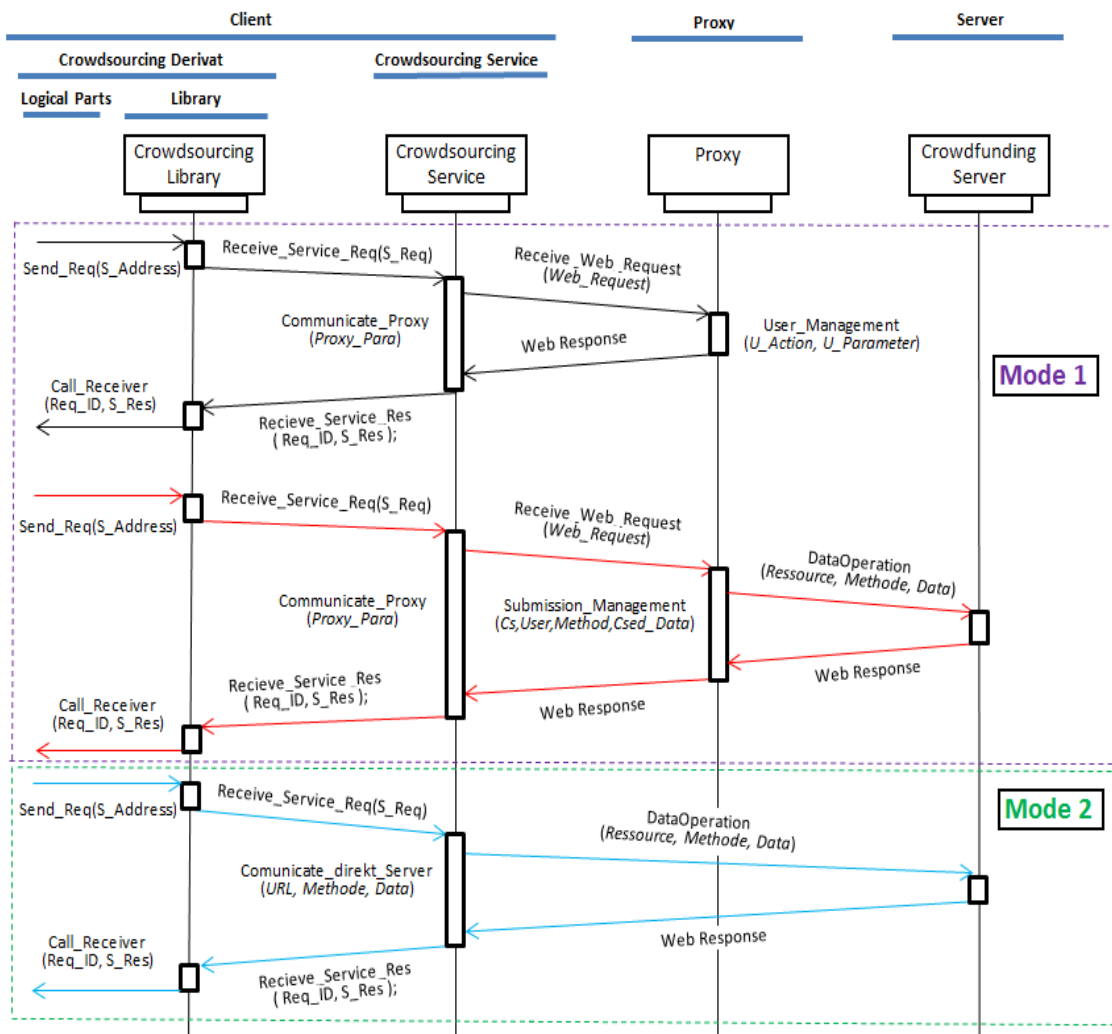 Client
Proxy
Server
Crowdsourcing Derivat
Crowdsourcing Service
Logical Parts
Library
Crowdsourcing
Library
Crowdsourcing
Service
Proxy
Crowdfunding
Server
Send_Req(S_Address)
Receive_Service_Req(S_Req)
Receive_Web_Request
(Web_Request)
Communicate_Proxy
(Proxy_Para)
Web Response
User_Management
(U_Action, U_Parameter)
Mode 1
Call_Receiver
(Req_ID, S_Res)
Recieve_Service_Res
( Req_ID, S_Res );
Send_Req(S_Address)
Receive_Service_Req(S_Req)
Receive_Web_Request
(Web_Request)
DataOperation
(Ressource, Methode, Data)
Communicate_Proxy
(Proxy_Para)
Submission_Management
(Cs,User,Method,Csed_Data)
Web Response
Recieve_Service_Res
( Req_ID, S_Res );
Web Response
Call_Receiver
(Req_ID, S_Res)
Send_Req(S_Address)
Receive_Service_Req(S_Req)
Mode 2
DataOperation
(Ressource, Methode, Data)
Comunicate_direkt_Server
(URL, Methode, Data)
Web Response
Call_Receiver
(Req_ID, S_Res)
Recieve_Service_Res
( Req_ID, S_Res );